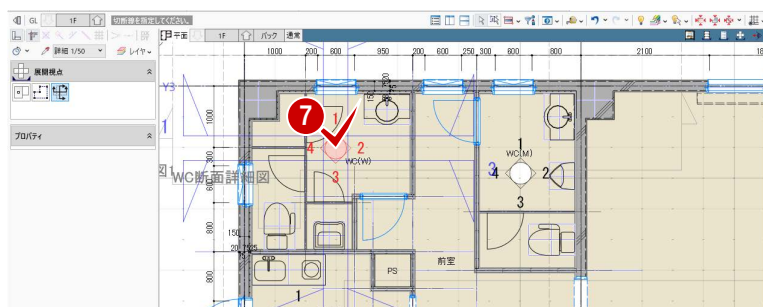 GL 1F 切断線を指定してください。
平面 1F バック 通常
詳細 1/50 レイヤ
1000 200 600 950 200 600 250 300 600 800 2100
展開視点
プロパティ
Y3
1000
300
600
800
800
1
7
1
4 2
3
WC(W)
WC断面詳細図
1
WC(M)
3
4 2
3
150
前室
PS
1